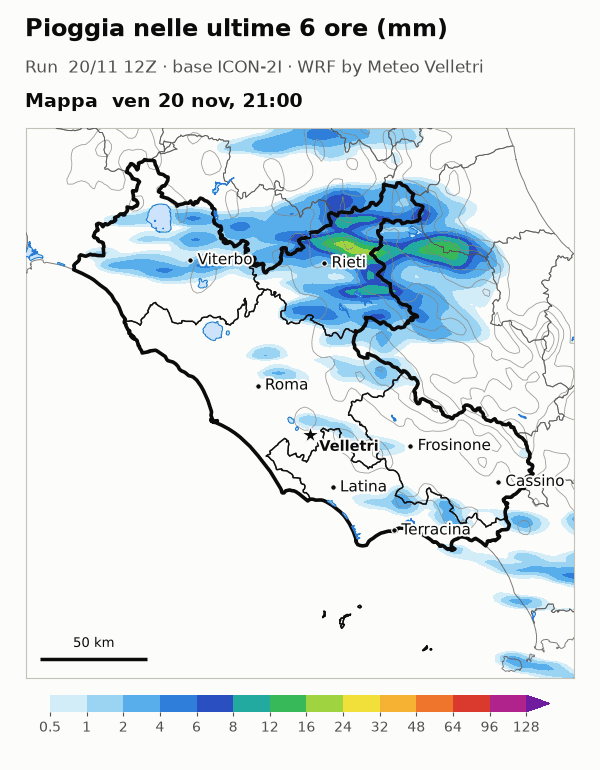 Pioggia nelle ultime 6 ore (mm)
Run  20/11 12Z · base ICON-2I · WRF by Meteo Velletri
Mappa  ven 20 nov, 21:00
Viterbo
Rieti
Roma
Velletri
Frosinone
Cassino
Latina
Terracina
50 km
0.5 1 2 4 6 8 12 16 24 32 48 64 96 128